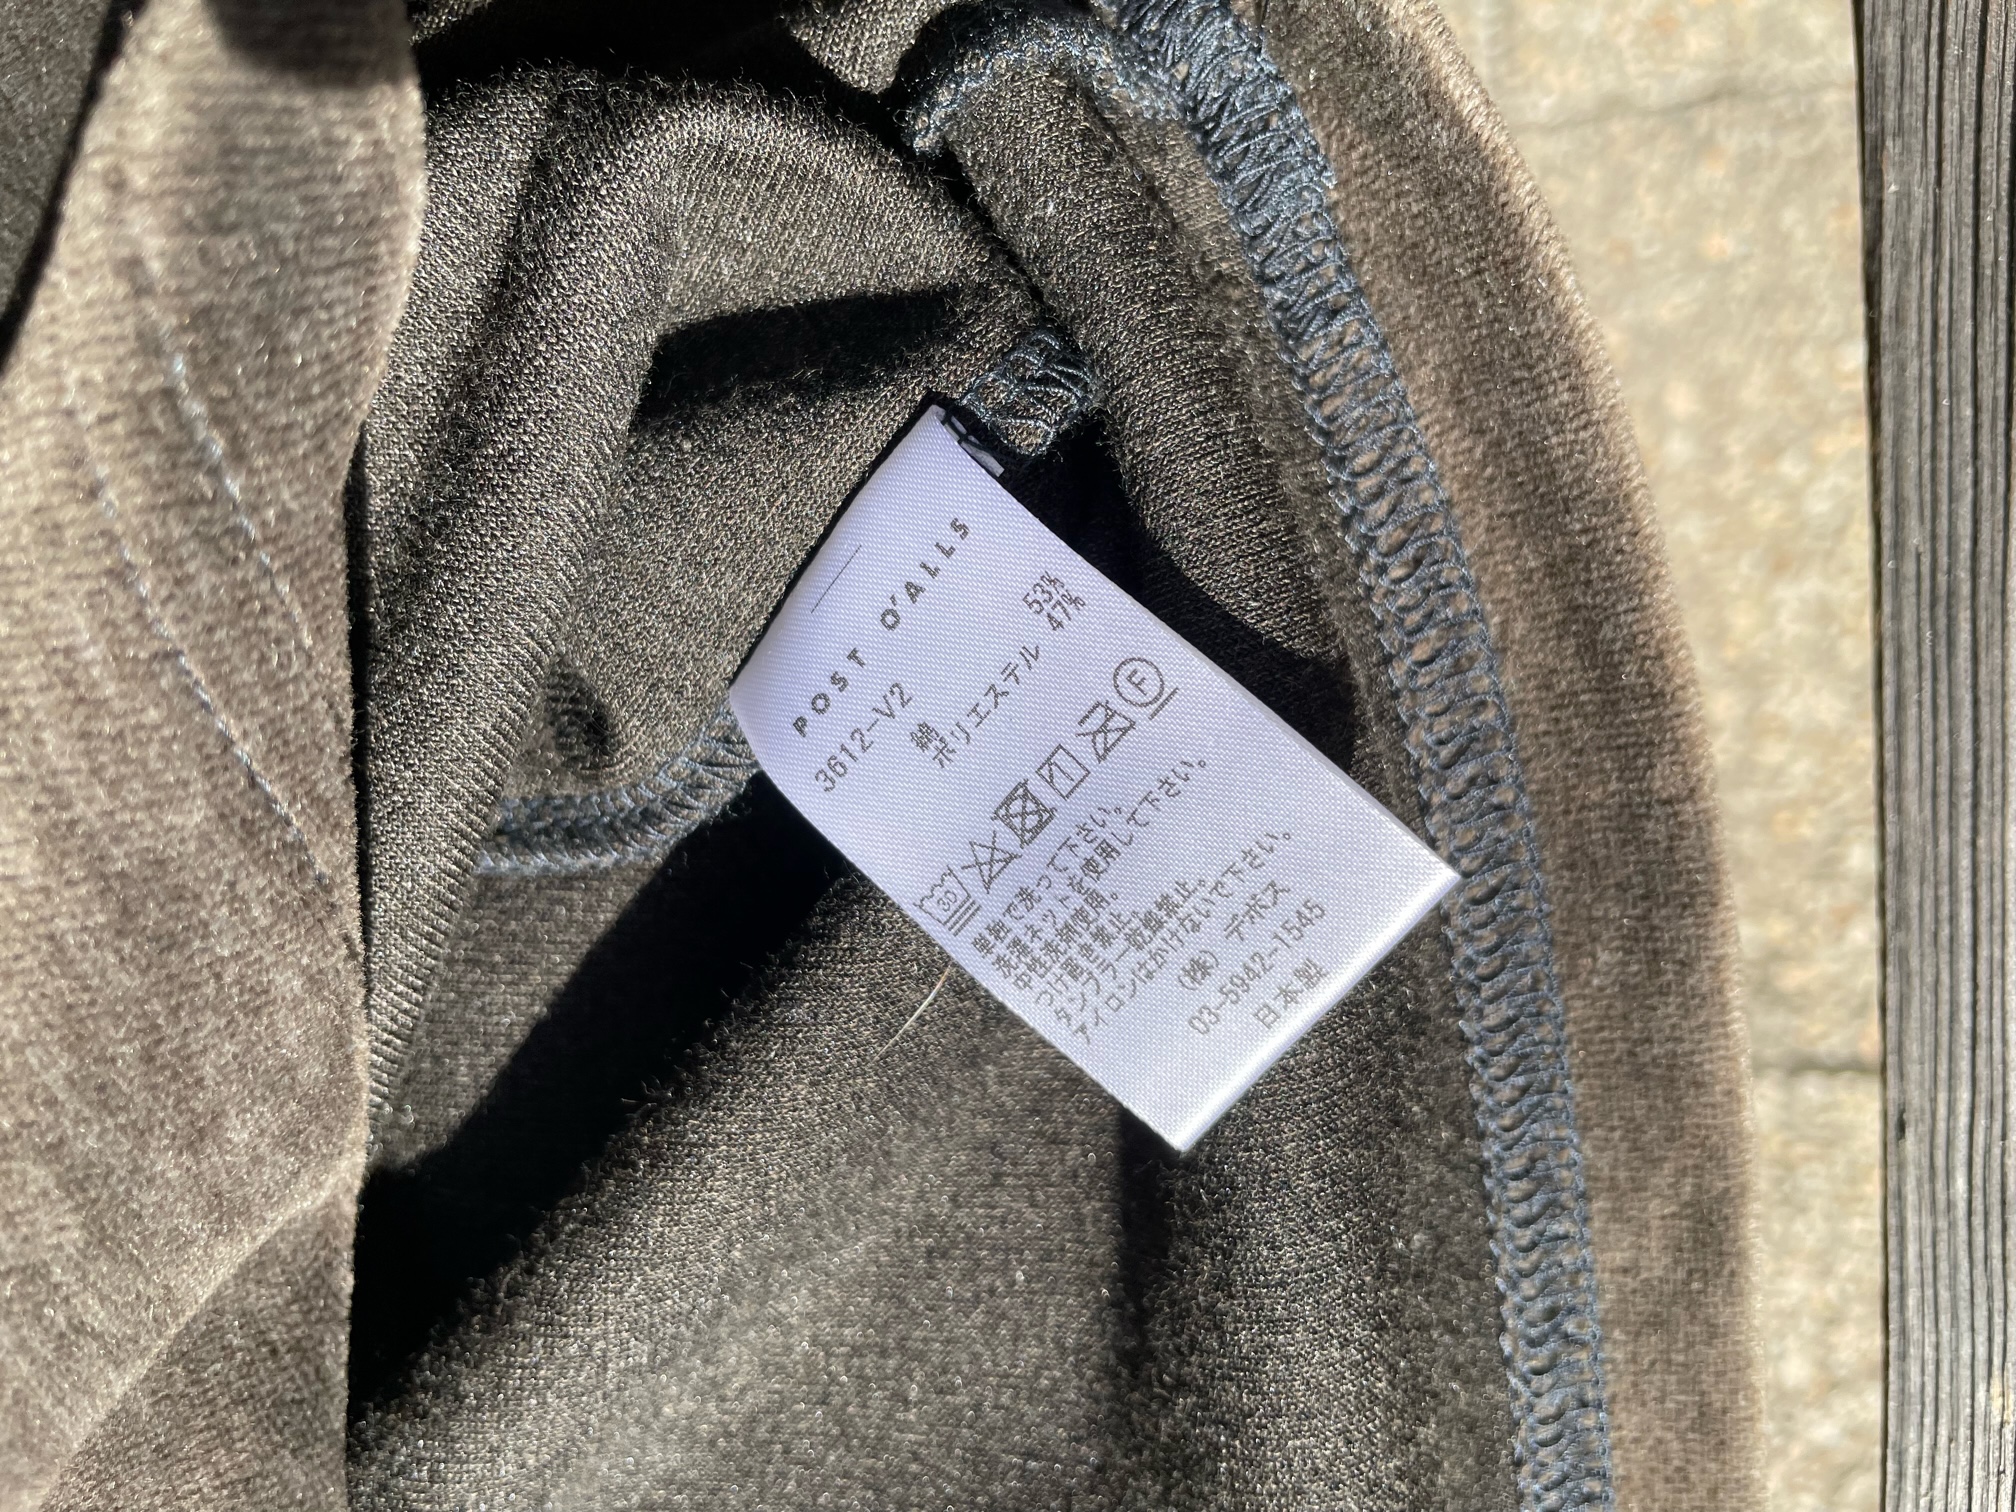 POST O'ALLS
3612-V2
綿 53%
ポリエステル 47%
30 F
単独で洗って下さい。
洗濯ネットを使用して下さい。
中性洗剤使用。
つけ置き禁止。
タンブラー乾燥禁止。
アイロンはかけないで下さい。
(株) デポス
03-5942-1545
日本製